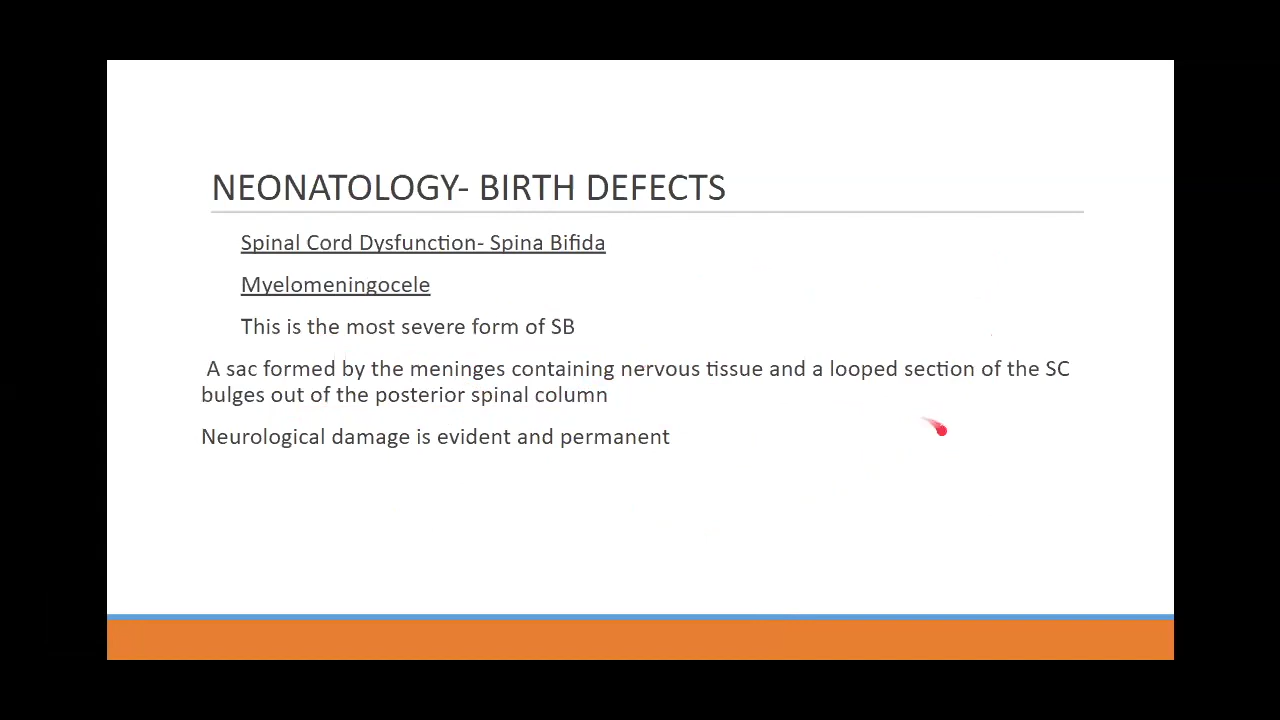 NEONATOLOGY- BIRTH DEFECTS
Spinal Cord Dysfunction- Spina Bifida
Myelomeningocele
This is the most severe form of SB
A sac formed by the meninges containing nervous tissue and a looped section of the SC
bulges out of the posterior spinal column
Neurological damage is evident and permanent